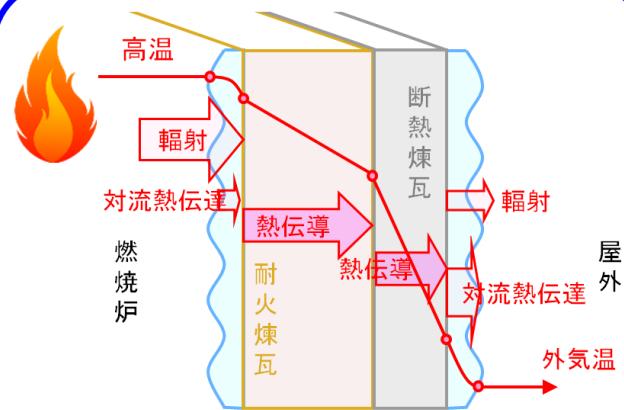 高温
輻射
対流熱伝達
熱伝導
燃焼炉
耐火煉瓦
断熱煉瓦
熱伝導
輻射
対流熱伝達
屋外
外気温